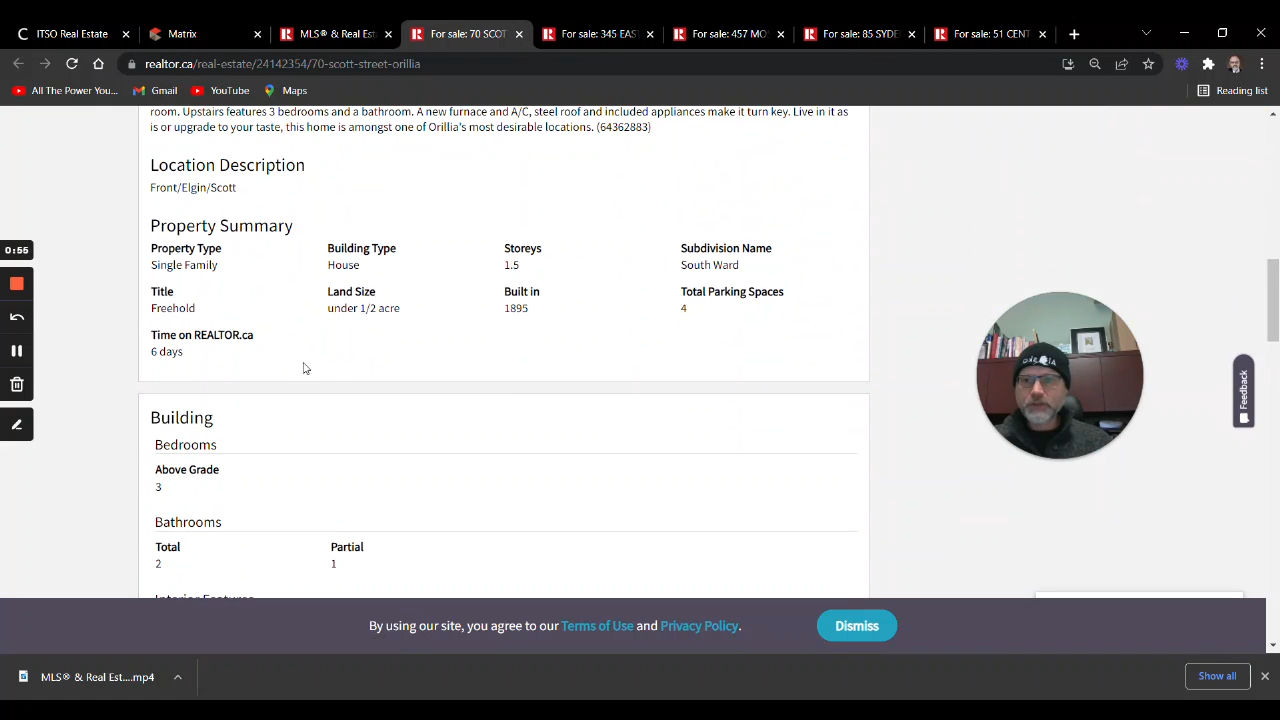 ITSO Real Estate
Matrix
MLS® & Real Est
For sale: 70 SCOT
For sale: 345 EAS
For sale: 457 MO
For sale: 85 SYDE
For sale: 51 CENT
realtor.ca/real-estate/24142354/70-scott-street-orillia
All The Power You...
Gmail
YouTube
Maps
Reading list
room. Upstairs features 3 bedrooms and a bathroom. A new furnace and A/C, steel roof and included appliances make it turn key. Live in it as
is or upgrade to your taste, this home is amongst one of Orillia's most desirable locations. (64362883)
Location Description
Front/Elgin/Scott
Property Summary
Property Type
Building Type
Storeys
Subdivision Name
Single Family
House
1.5
South Ward
Title
Land Size
Built in
Total Parking Spaces
Freehold
under 1/2 acre
1895
4
Time on REALTOR.ca
6 days
0:55
Feedback
Building
Bedrooms
Above Grade
3
Bathrooms
Total
Partial
2
1
Interior Features
By using our site, you agree to our Terms of Use and Privacy Policy.
Dismiss
MLS® & Real Est....mp4
Show all